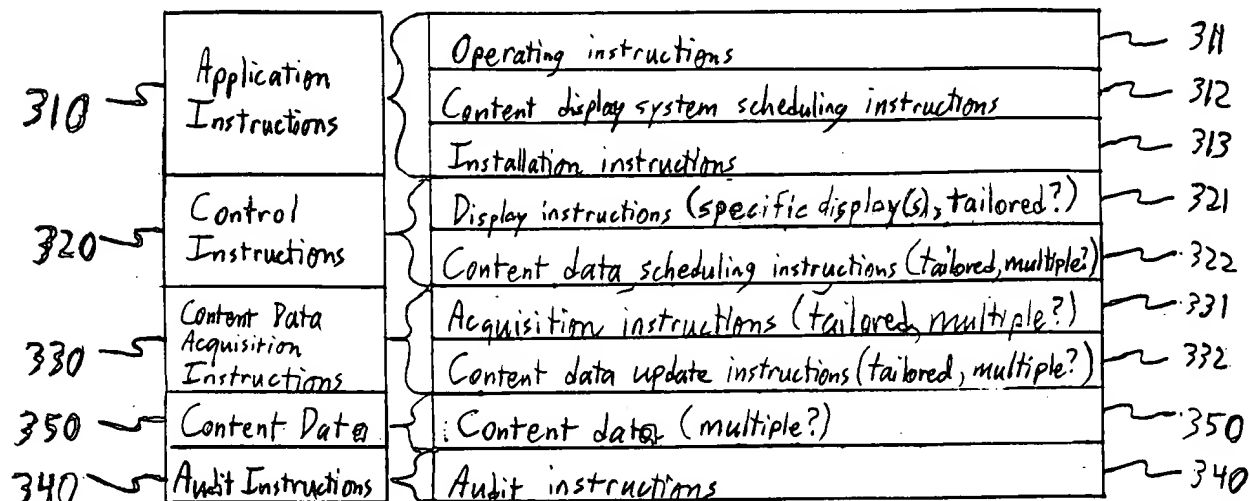 310
Application
Instructions
Operating instructions
311
Content display system scheduling instructions
312
Installation instructions
313
320
Control
Instructions
Display instructions (specific display(s), tailored?)
321
Content data scheduling instructions (tailored, multiple?)
322
330
Content Data
Acquisition
Instructions
Acquisition instructions (tailored, multiple?)
331
Content data update instructions (tailored, multiple?)
332
350
Content Data
Content data (multiple?)
350
340
Audit Instructions
Audit instructions
340